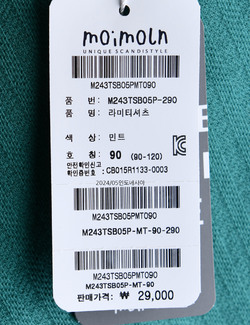 moimoln
UNIQUE SCANDISTYLE
M243TSB05PMT090
품 번: M243TSB05P-290
품 명: 라미티셔츠
색 상: 민트
호 칭: 90 (90-120)
안전확인신고
확인증번호 : CB015R1133-0003
2024/05인도네시아
M243TSB05PMT090
M243TSB05P-MT-90-290
M243TSB05PMT090
M243TSB05P-MT-90
판매가격: ₩ 29,000